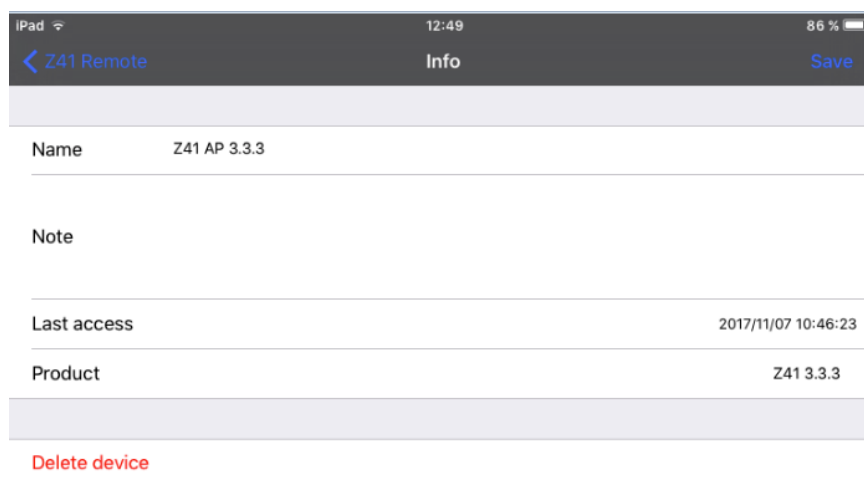 iPad 12:49 86 %
Z41 Remote Info Save
Name Z41 AP 3.3.3
Note
Last access 2017/11/07 10:46:23
Product Z41 3.3.3
Delete device